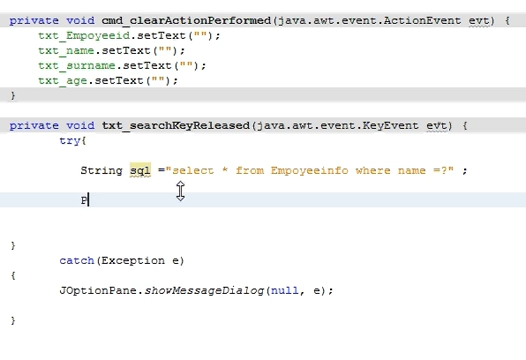 private void cmd_clearActionPerformed(java.awt.event.ActionEvent evt) {
txt_Empoyeeid.setText("");
txt_name.setText("");
txt_surname.setText("");
txt_age.setText("");
}
private void txt_searchKeyReleased(java.awt.event.KeyEvent evt) {
try{
String sql ="select * from Empoyeeinfo where name =?" ;
p
}
catch(Exception e)
{
JOptionPane.showMessageDialog(null, e);
}